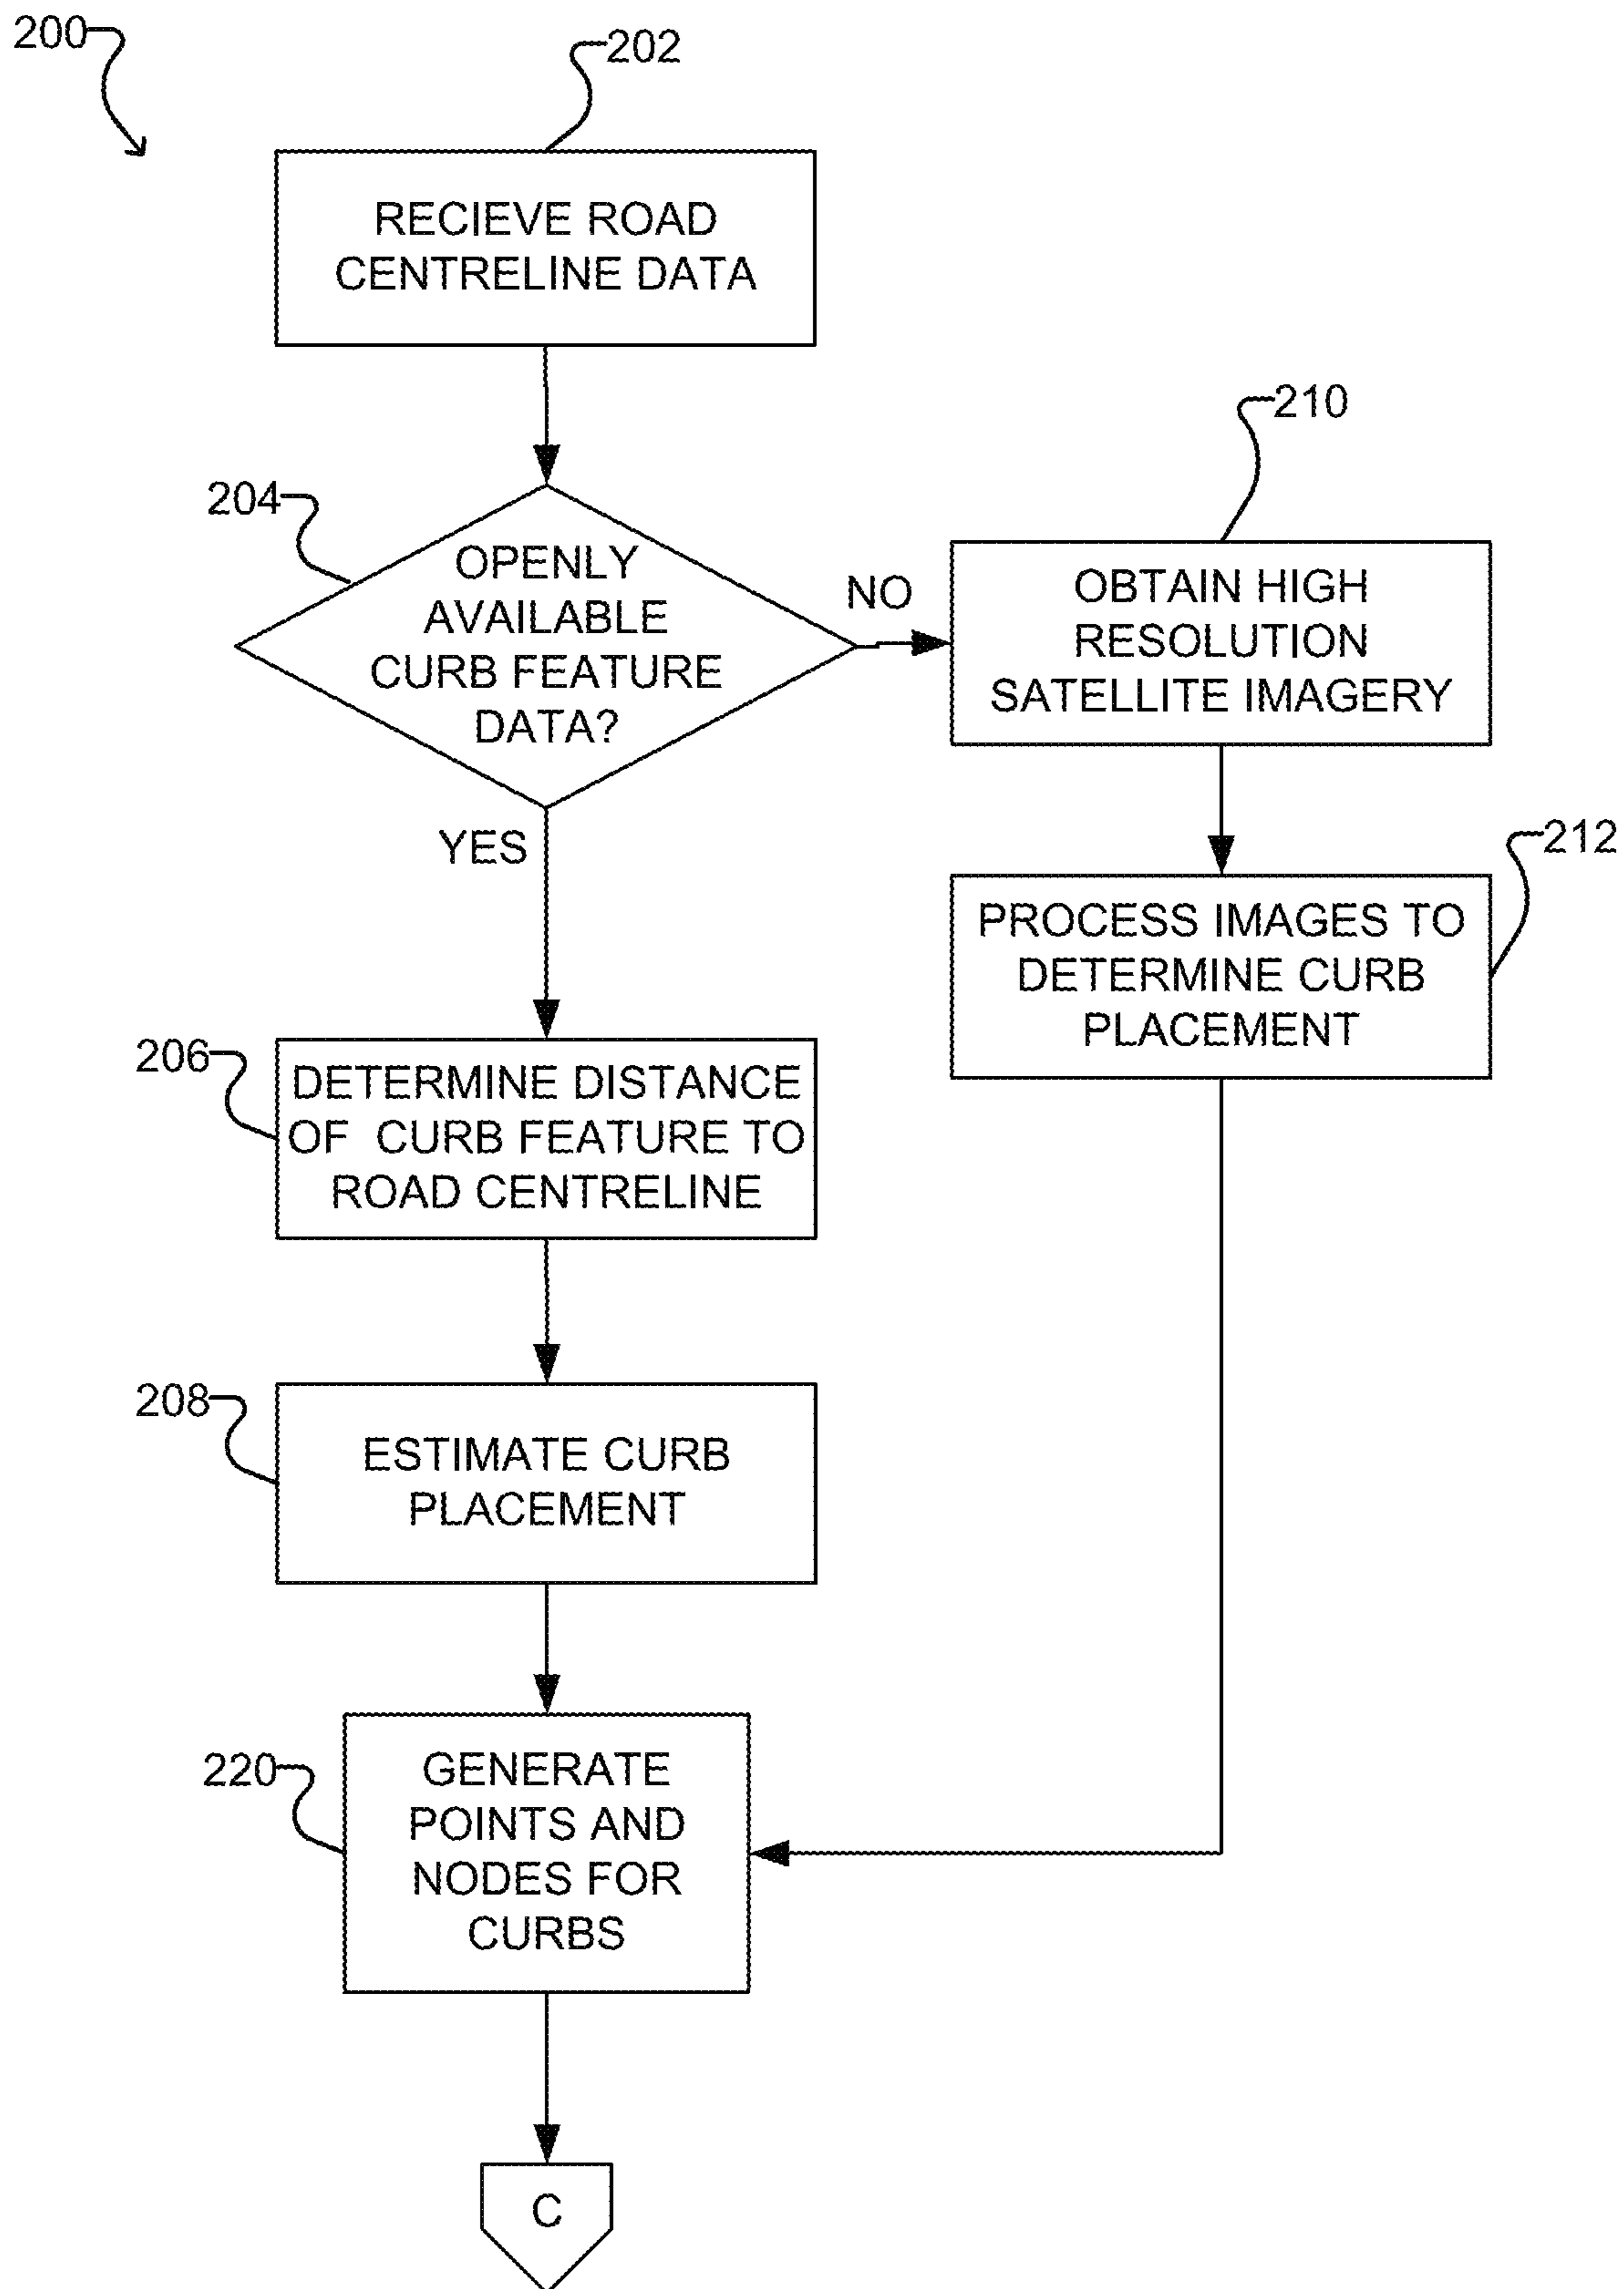 200
202
RECIEVE ROAD
CENTRELINE DATA
204
OPENLY
AVAILABLE
CURB FEATURE
DATA?
NO
YES
210
OBTAIN HIGH
RESOLUTION
SATELLITE IMAGERY
212
PROCESS IMAGES TO
DETERMINE CURB
PLACEMENT
206
DETERMINE DISTANCE
OF CURB FEATURE TO
ROAD CENTRELINE
208
ESTIMATE CURB
PLACEMENT
220
GENERATE
POINTS AND
NODES FOR
CURBS
C